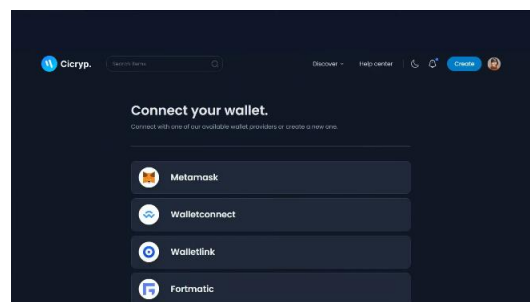 Cicryp.
Search items
Discover
Help center
Create
Connect your wallet.
Connect with one of our available wallet providers or create a new one.
Metamask
Walletconnect
Walletlink
Fortmatic